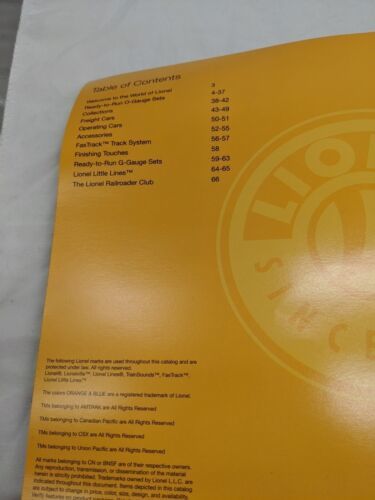 Table of Contents
Welcome to the World of Lionel 3
Ready-to-Run O-Gauge Sets 4-37
Collections 38-42
Freight Cars 43-49
Operating Cars 50-51
Accessories 52-55
FasTrack™ Track System 56-57
Finishing Touches 58
Ready-to-Run G-Gauge Sets 59-63
Lionel Little Lines™ 64-65
The Lionel Railroader Club 66
LION
SINC
The following Lionel marks are used throughout this catalog and are
protected under law. All rights reserved.
Lionel®, Lionelville™, Lionel Lines®, TrainSounds™, FasTrack™,
Lionel Little Lines™
The colors ORANGE & BLUE are a registered trademark of Lionel.
TMs belonging to AMTRAK are All Rights Reserved
TMs belonging to Canadian Pacific are All Rights Reserved
TMs belonging to CSX are All Rights Reserved
TMs belonging to Union Pacific are All Rights Reserved
All marks belonging to CN or BNSF are of their respective owners.
Any reproduction, transmission, or dissemination of the material
herein is strictly prohibited. Trademarks owned by Lionel L.L.C. are
indicated throughout this document. Items depicted in this catalog
are subject to change in price, color, size, design, and availability.